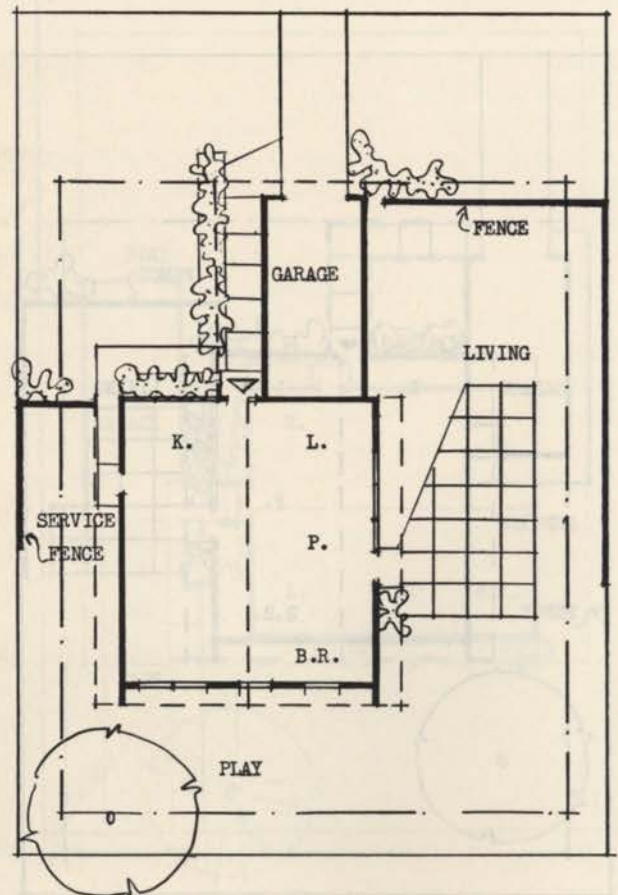 FENCE
GARAGE
LIVING
K.
L.
SERVICE
FENCE
P.
B.R.
PLAY